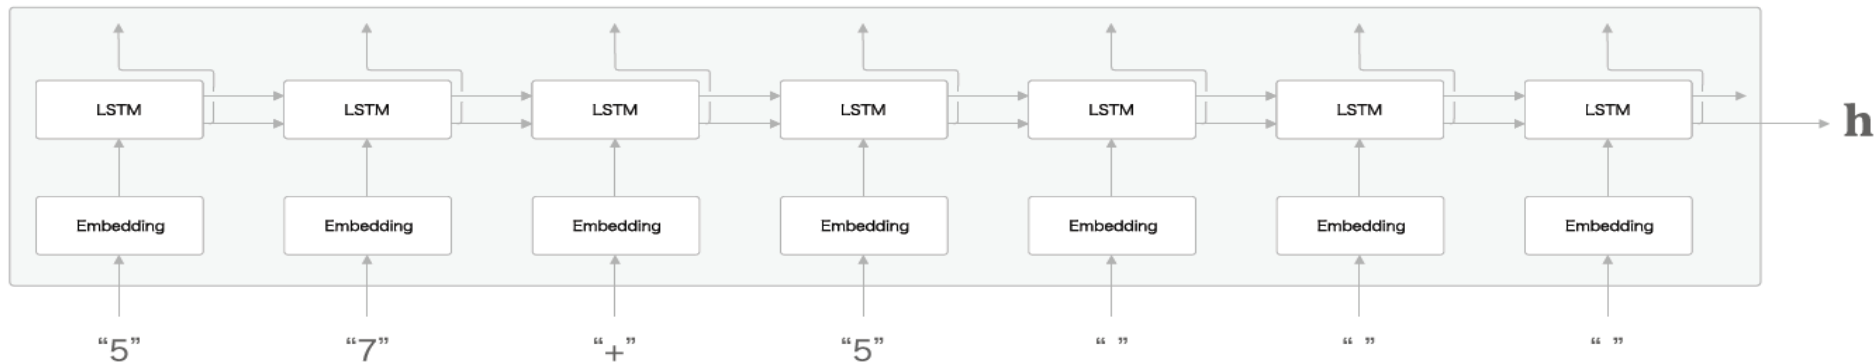 LSTM LSTM LSTM LSTM LSTM LSTM LSTM h
Embedding Embedding Embedding Embedding Embedding Embedding Embedding
“5” “7” “+” “5” “ ” “ ” “ ”